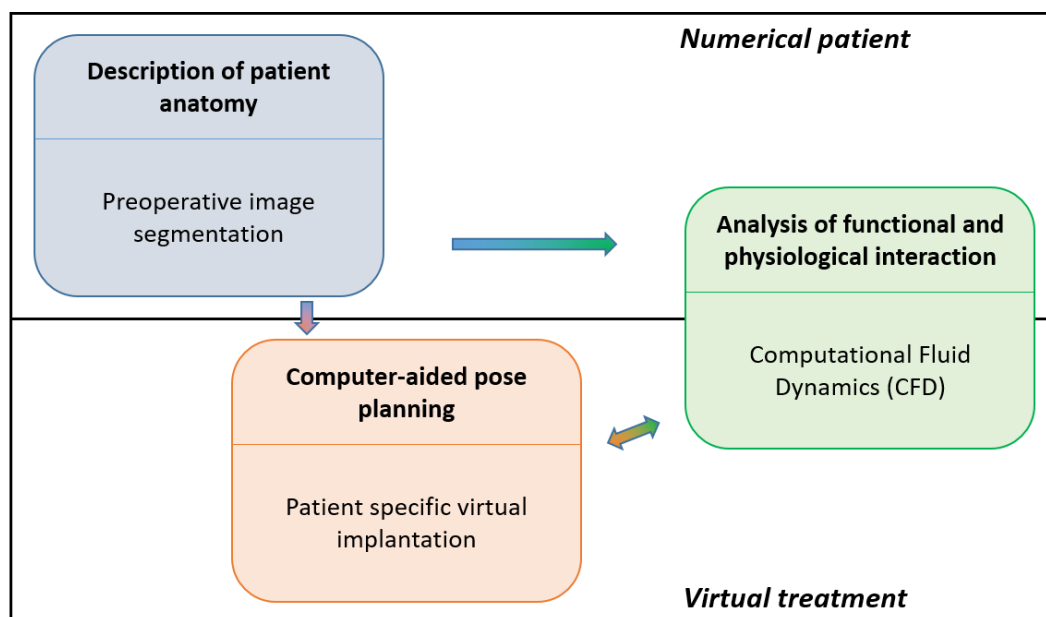 Numerical patient
Description of patient
anatomy
Preoperative image
segmentation
Analysis of functional and
physiological interaction
Computational Fluid
Dynamics (CFD)
Computer-aided pose
planning
Patient specific virtual
implantation
Virtual treatment